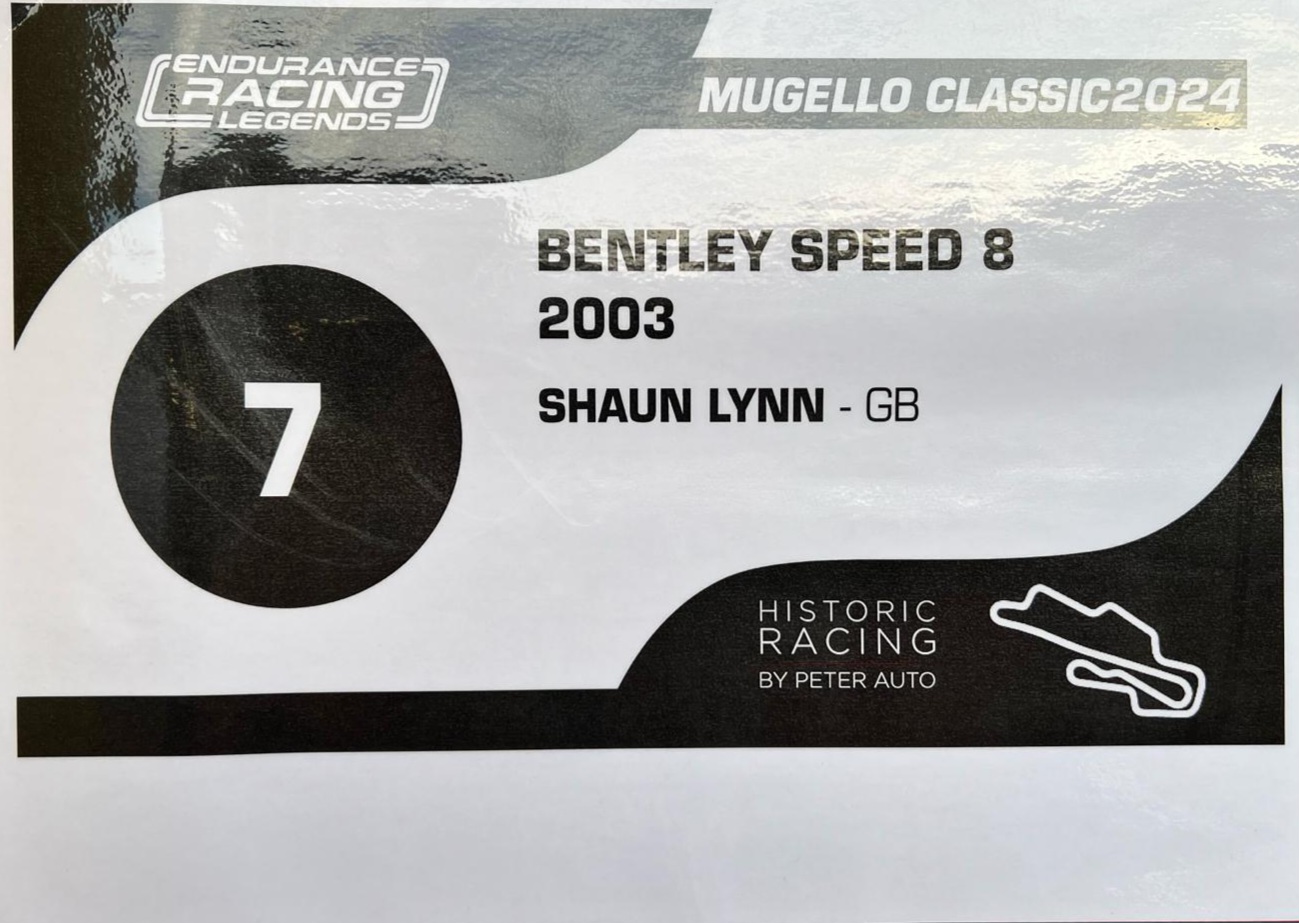 ENDURANCE
RACING
LEGENDS
MUGELLO CLASSIC2024
BENTLEY SPEED 8
2003
SHAUN LYNN - GB
7
HISTORIC
RACING
BY PETER AUTO